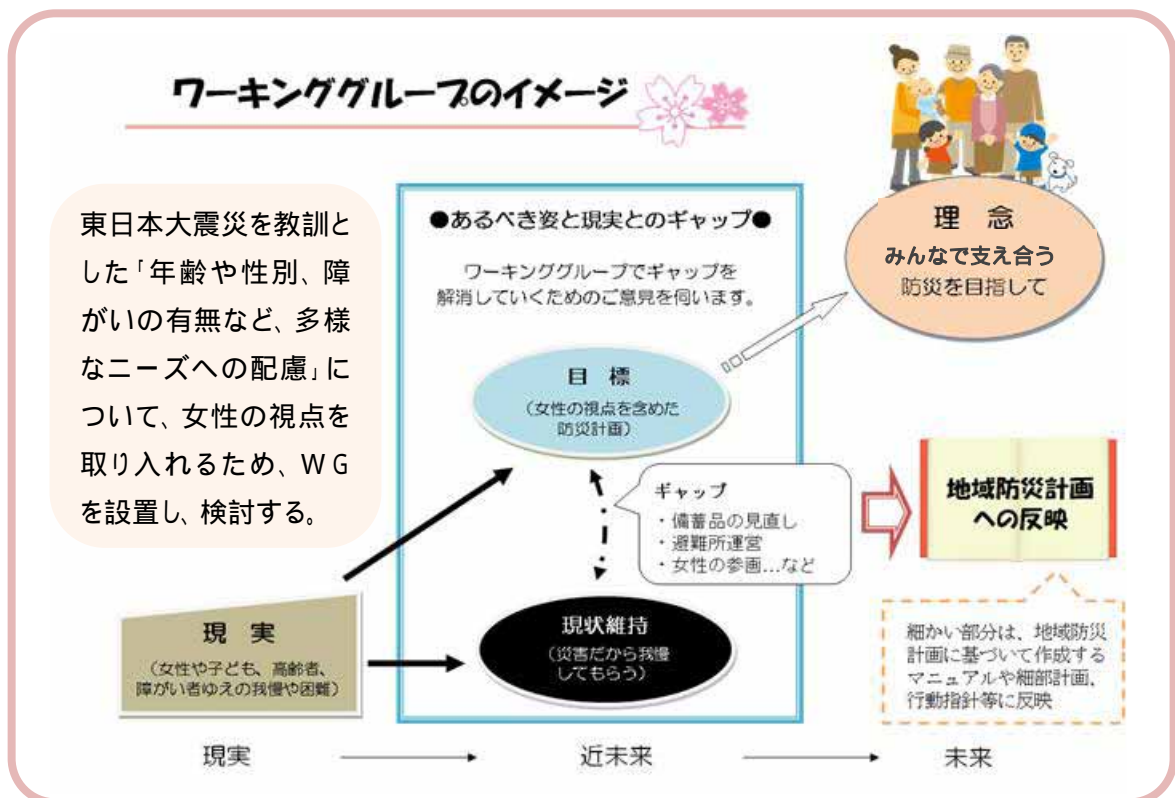 ワーキンググループのイメージ
東日本大震災を教訓と
した「年齢や性別、障
がいの有無など、多様
なニーズへの配慮」に
ついて、女性の視点を
取り入れるため、WG
を設置し、検討する。
●あるべき姿と現実とのギャップ●
ワーキンググループでギャップを
解消していくためのご意見を伺います。
理 念
みんなで支え合う
防災を目指して
目 標
(女性の視点を含めた
防災計画)
ギャップ
・備蓄品の見直し
・避難所運営
・女性の参画…など
地域防災計画
への反映
現 実
(女性や子ども、高齢者、
障がい者ゆえの我慢や困難)
現状維持
(災害だから我慢
してもらう)
細かい部分は、地域防災
計画に基づいて作成する
マニュアルや細部計画、
行動指針等に反映
現実
近未来
未来